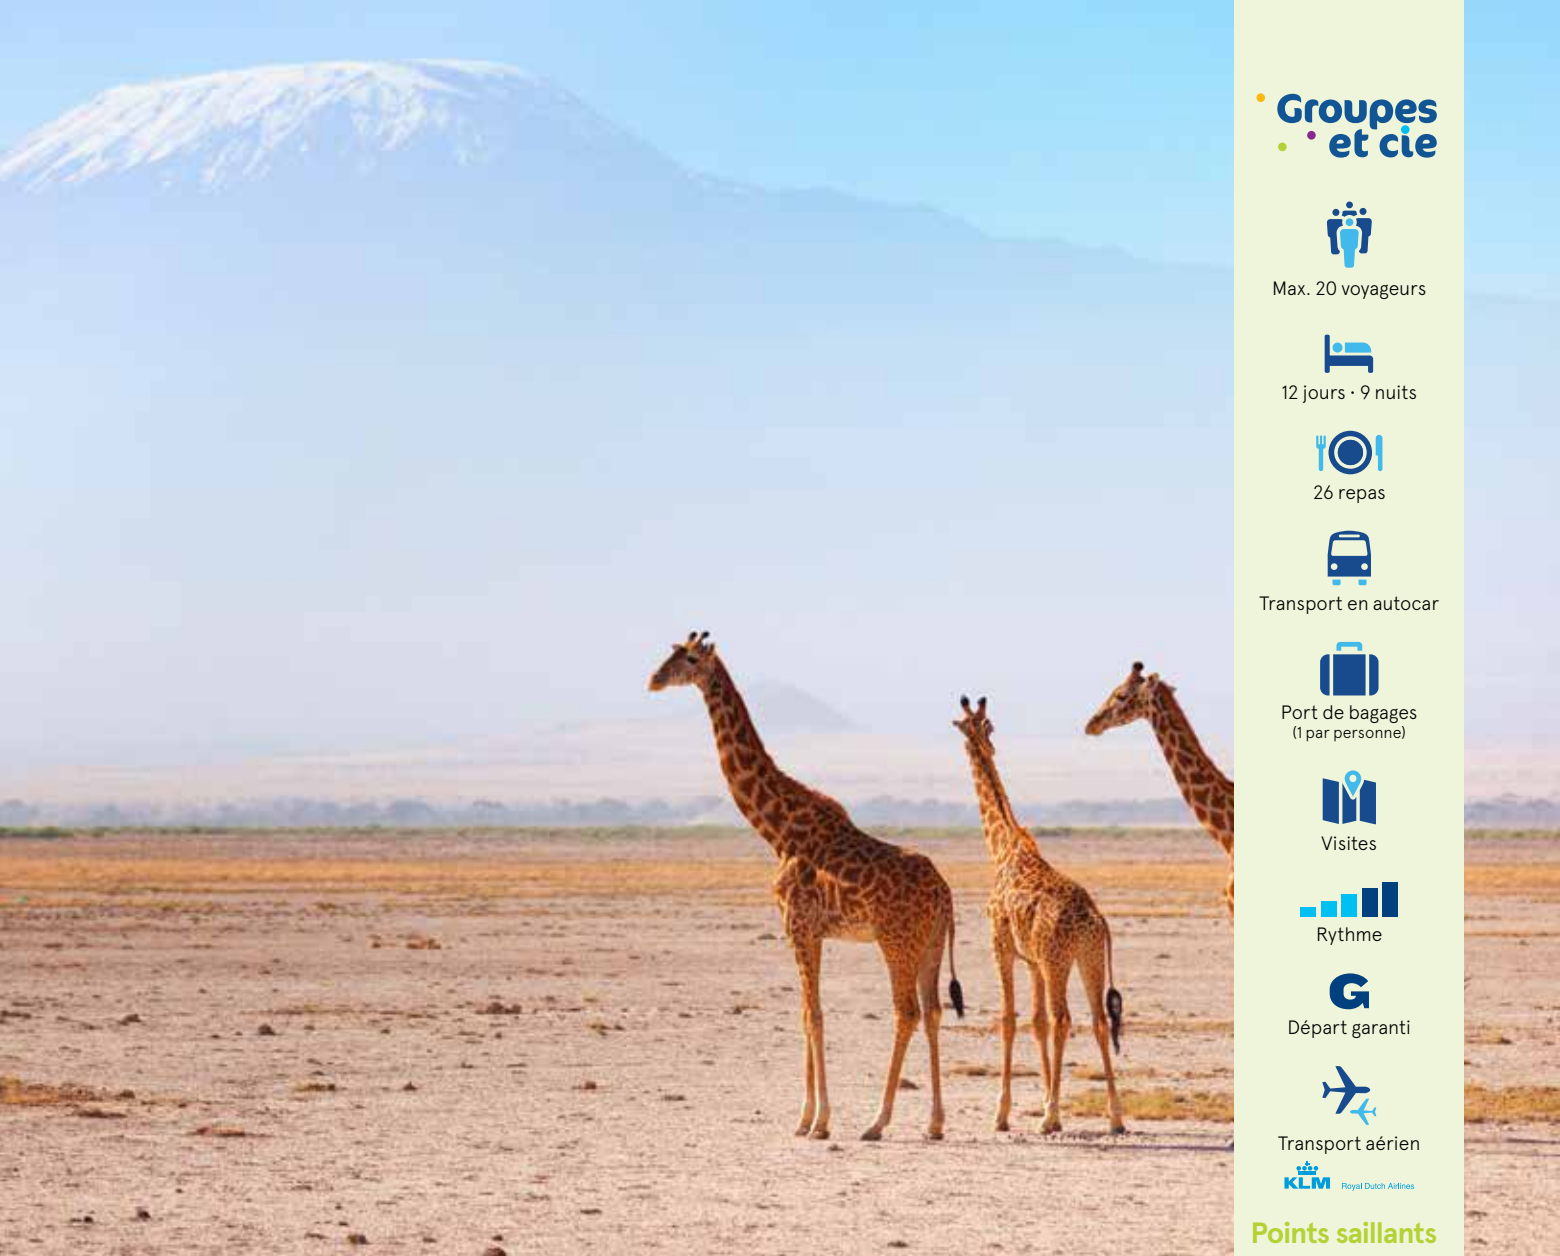 Groupes
et cie
Max. 20 voyageurs
12 jours • 9 nuits
26 repas
Transport en autocar
Port de bagages
(1 par personne)
Visites
Rythme
G
Départ garanti
Transport aérien
KLM Royal Dutch Airlines
Points saillants